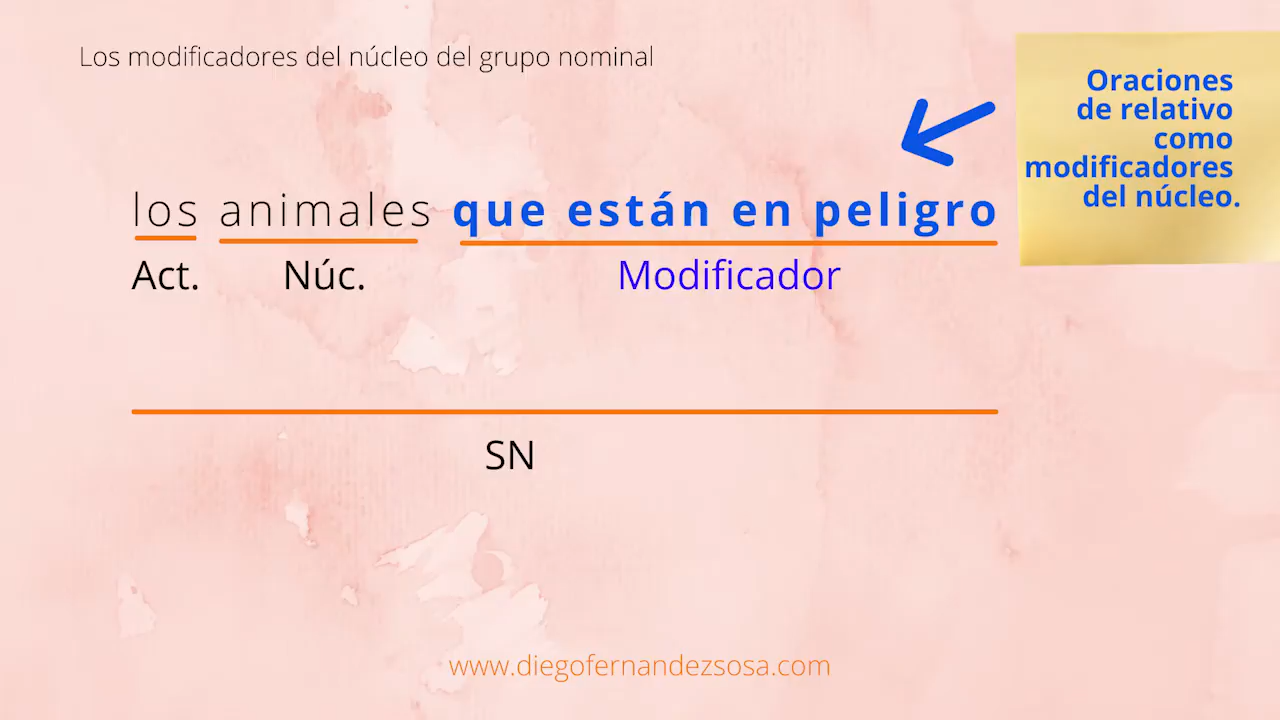 Los modificadores del núcleo del grupo nominal
Oraciones
de relativo
como
modificadores
del núcleo.
los animales que están en peligro
Act. Núc. Modificador
SN
www.diegofernandezsosa.com